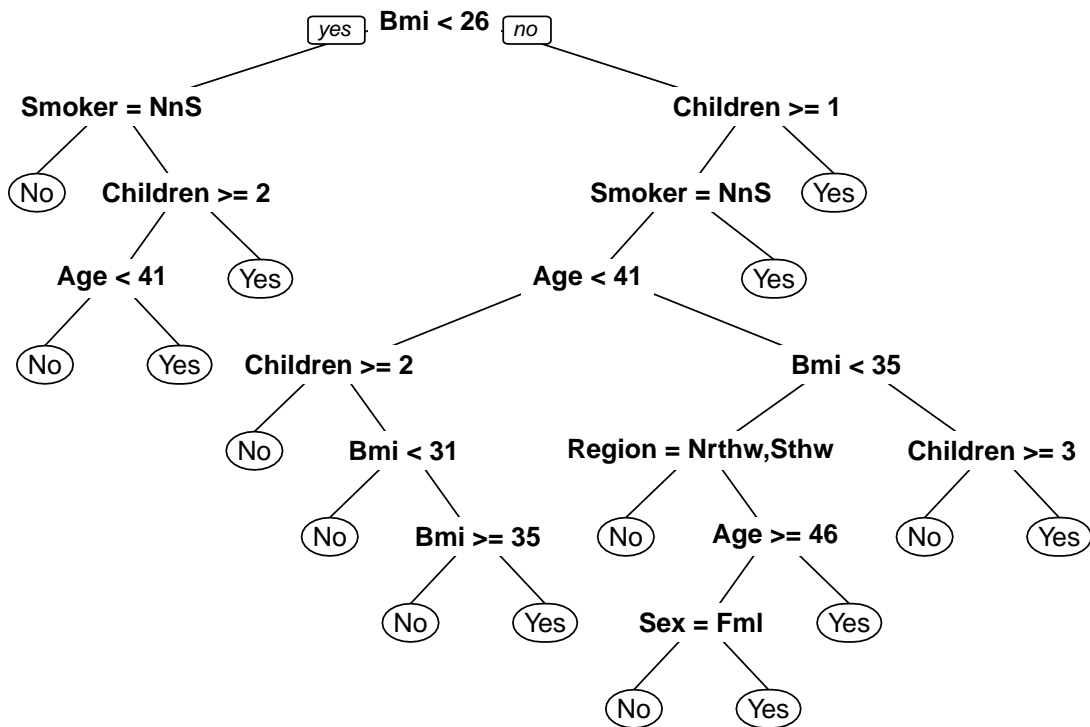 yes Bmi < 26 no
Smoker = NnS Children >= 1
No Children >= 2 Smoker = NnS Yes
Age < 41 Yes Age < 41 Yes
No Yes Children >= 2 Bmi < 35
No Bmi < 31 Region = Nrthw,Sthw Children >= 3
No Bmi >= 35 No Age >= 46 No Yes
No Yes Sex = Fml Yes
No Yes